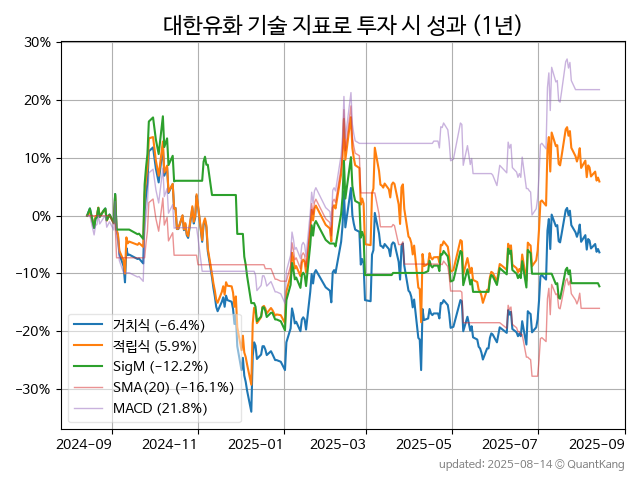 대한유화 기술 지표로 투자 시 성과 (1년)
30%
20%
10%
0%
−10%
−20%
−30%
거치식 (−6.4%)
적립식 (5.9%)
SigM (−12.2%)
SMA(20) (−16.1%)
MACD (21.8%)
2024-09
2024-11
2025-01
2025-03
2025-05
2025-07
2025-09
updated: 2025-08-14 © QuantKang